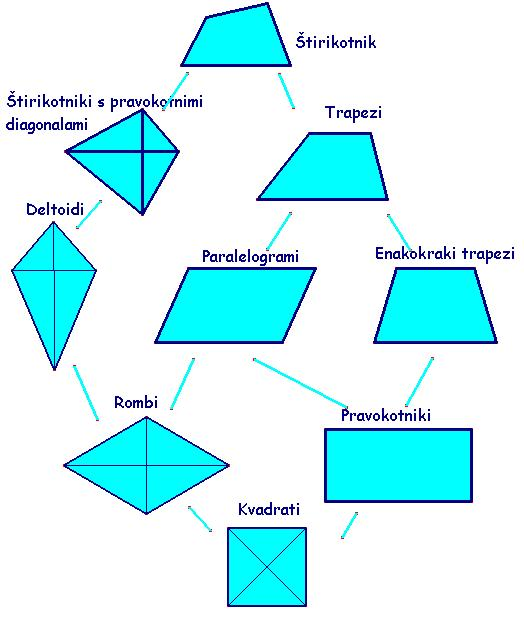 Štirikotnik
Štirikotniki s pravokotnimi
diagonalami
Trapezi
Deltoidi
Paralelogrami
Enakokraki trapezi
Rombi
Pravokotniki
Kvadrati